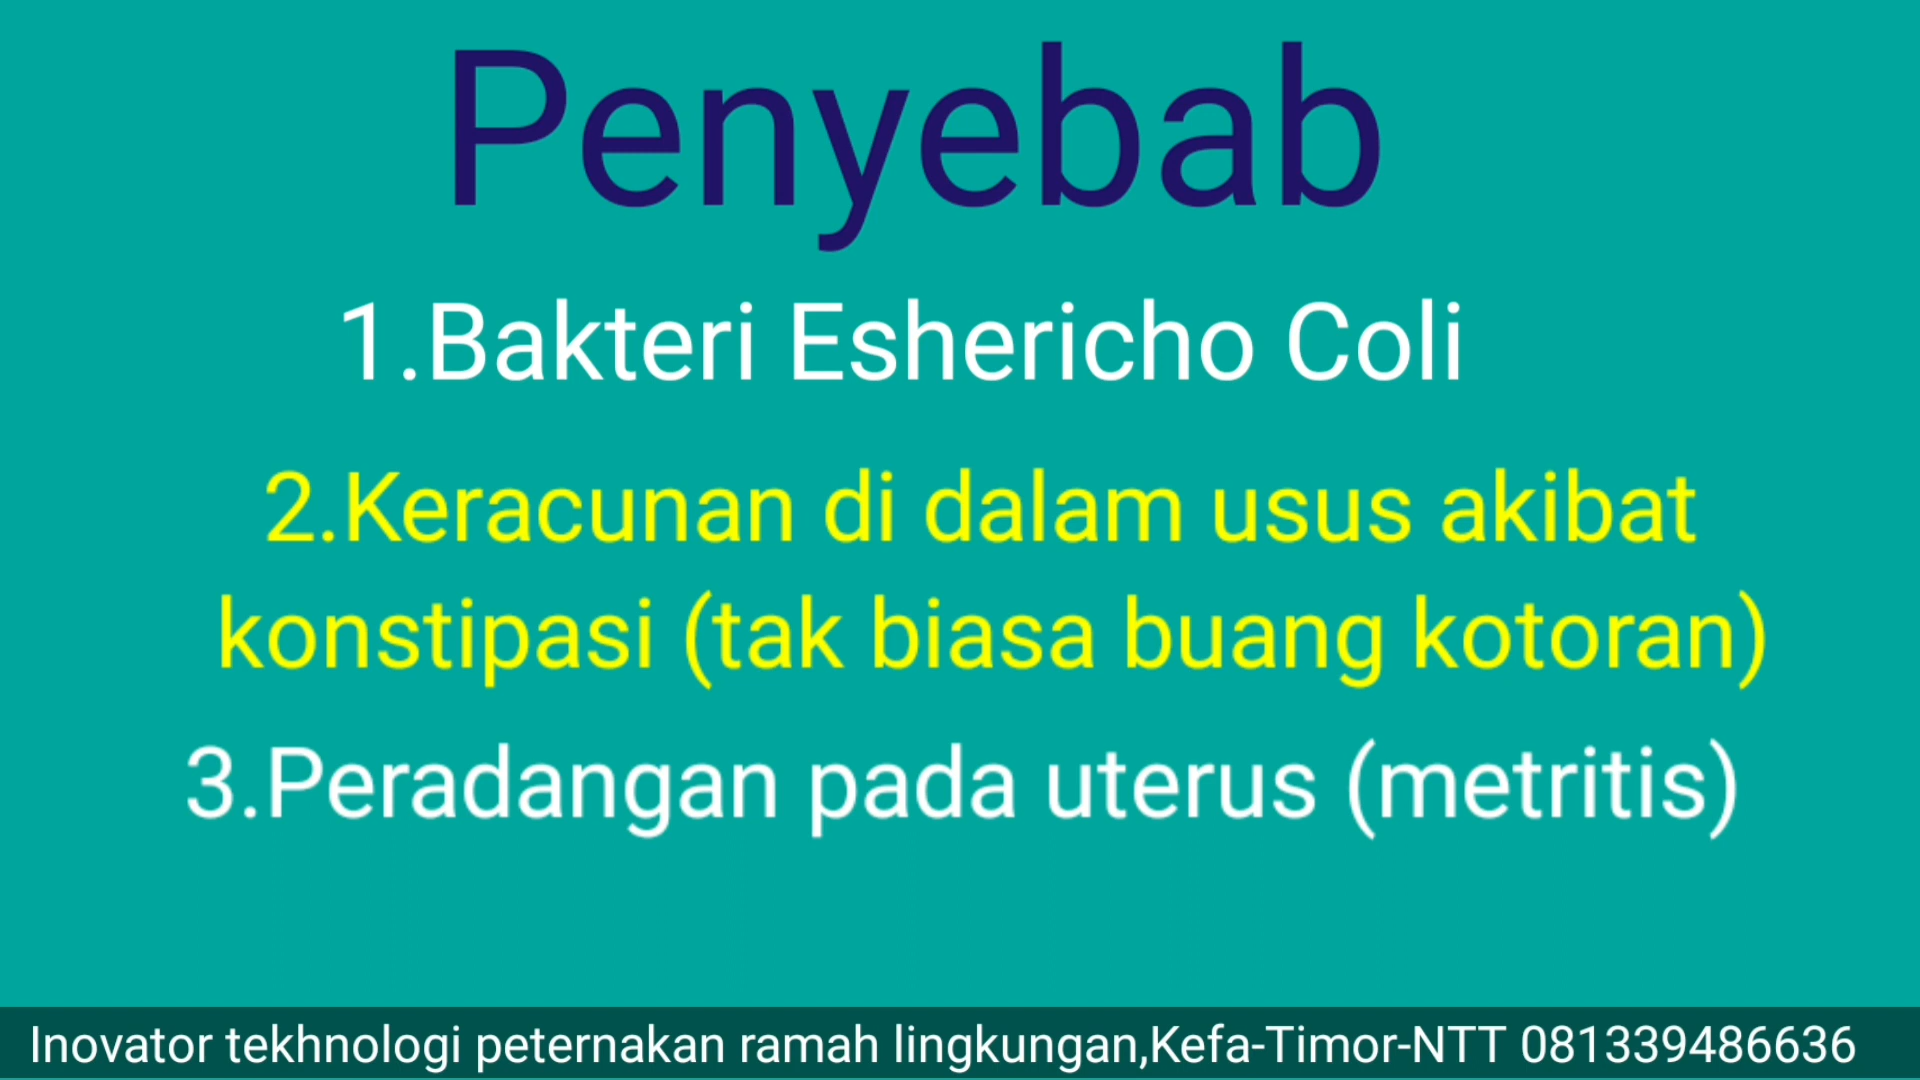 Penyebab
1.Bakteri Eshericho Coli
2.Keracunan di dalam usus akibat
konstipasi (tak biasa buang kotoran)
3.Peradangan pada uterus (metritis)
Inovator tekhnologi peternakan ramah lingkungan,Kefa-Timor-NTT 081339486636